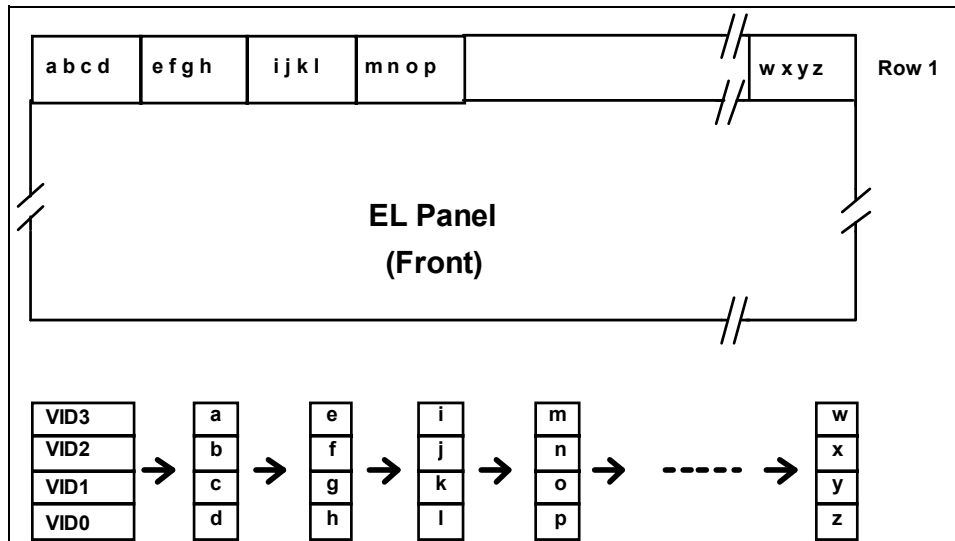 a b c d e f g h i j k l m n o p w x y z Row 1
EL Panel
(Front)
VID3 a e i m w
VID2 b f j n x
VID1 c g k o y
VID0 d h l p z